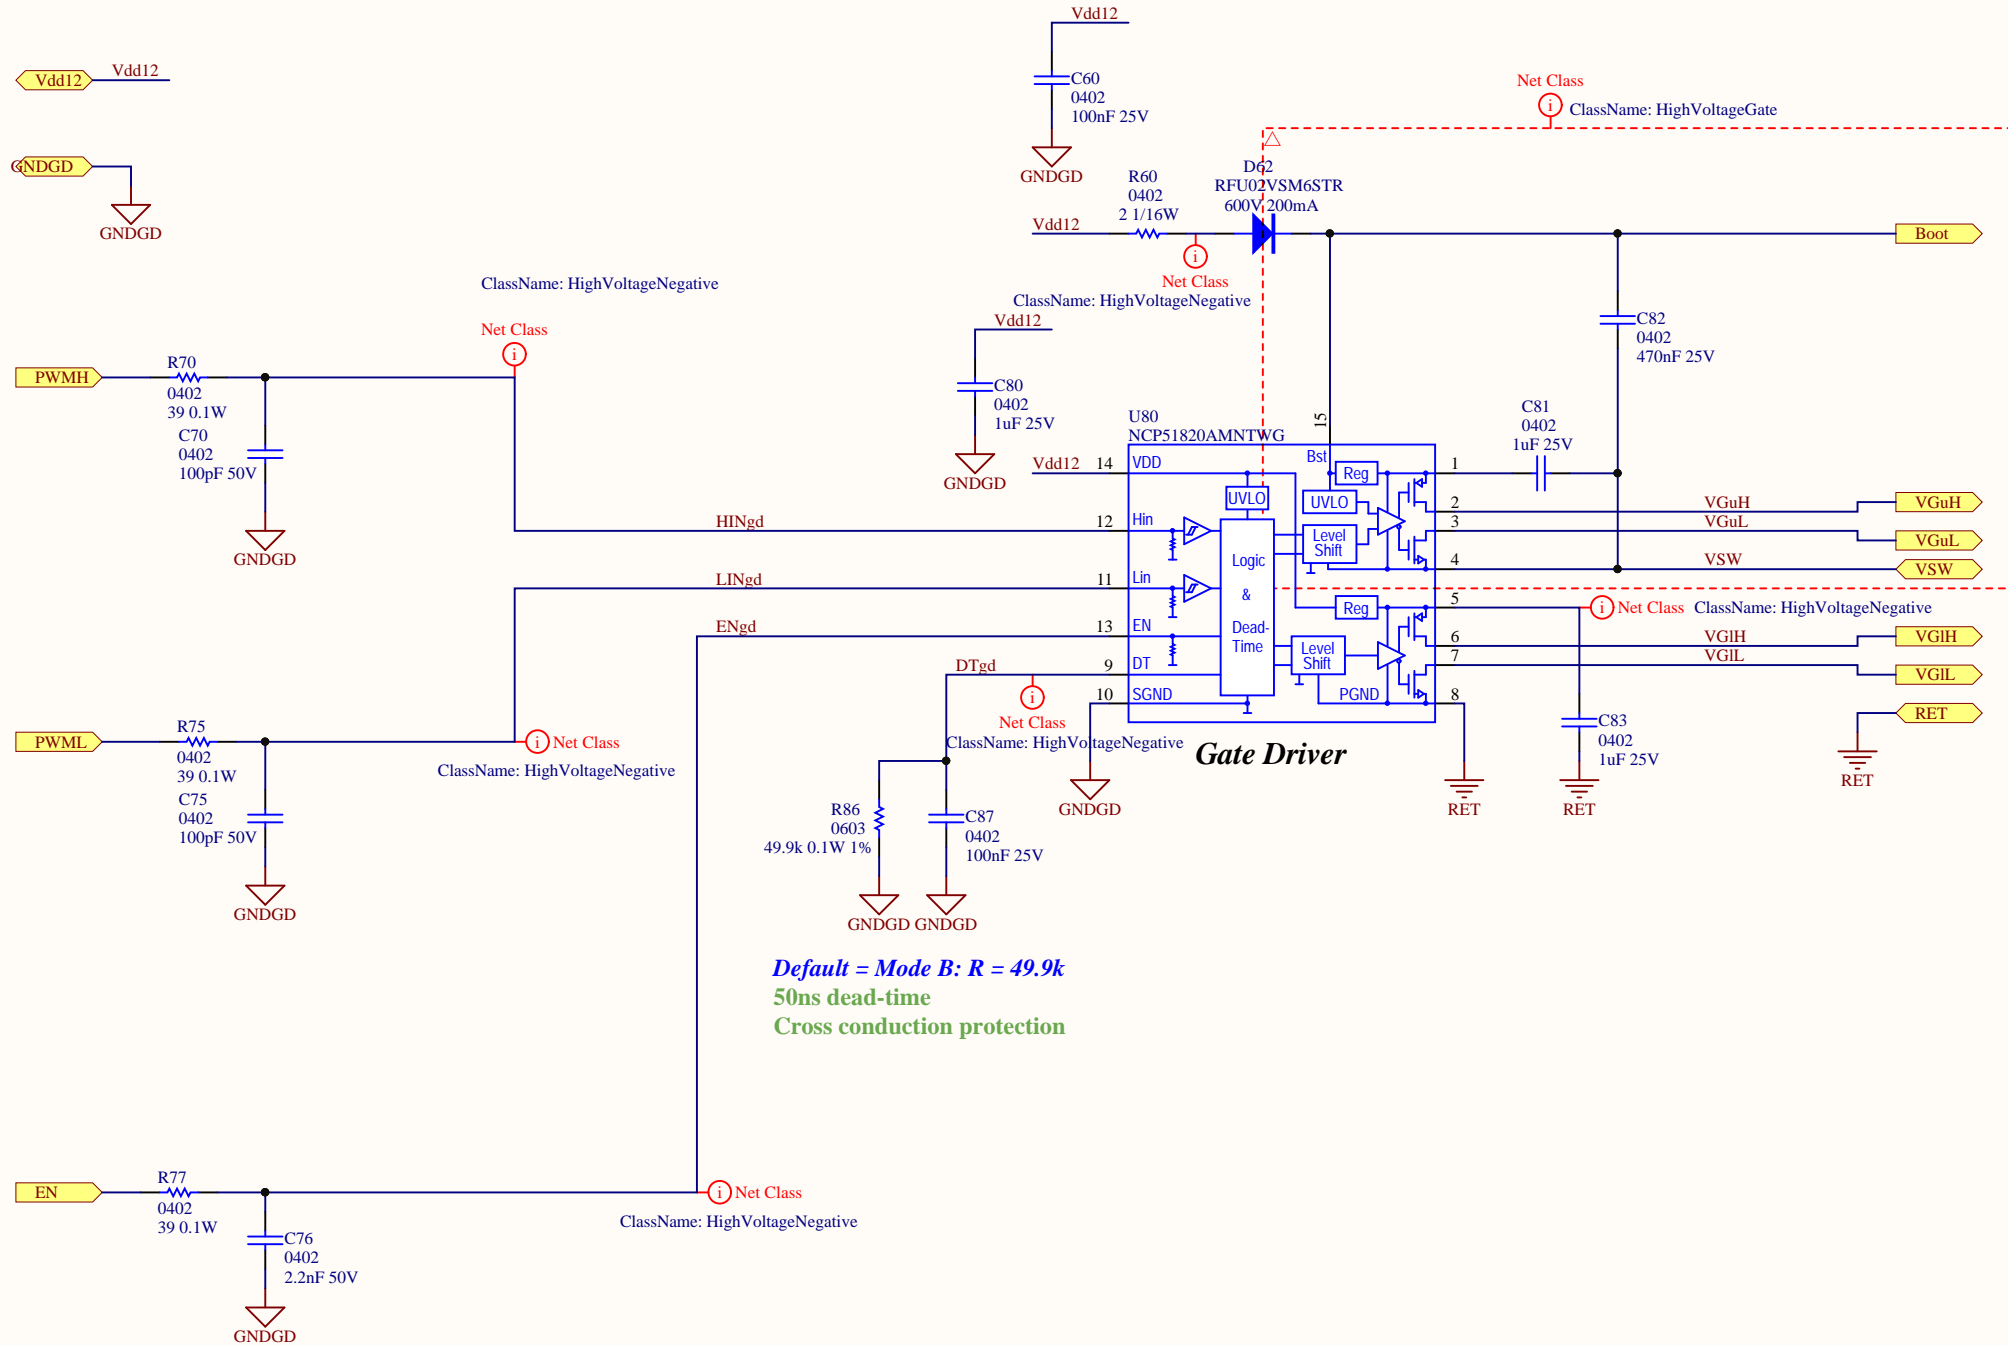 Vdd12
Vdd12
GNDGD
GNDGD
Vdd12
C60
0402
100nF 25V
GNDGD
Net Class
i
ClassName: HighVoltageGate
R60
0402
2 1/16W
Vdd12
D62
RFU02VSM6STR
600V 200mA
i
Net Class
ClassName: HighVoltageNegative
Boot
C82
0402
470nF 25V
ClassName: HighVoltageNegative
Net Class
i
PWMH
R70
0402
39 0.1W
C70
0402
100pF 50V
GNDGD
Vdd12
C80
0402
1uF 25V
GNDGD
C81
0402
1uF 25V
U80
NCP51820AMNTWG
15
Vdd12
14
VDD
Bst
Reg
1
UVLO
UVLO
2
VGuH
VGuH
HINgd
12
Hin
3
VGuL
VGuL
Level
Shift
Logic
4
VSW
VSW
LINgd
11
Lin
&
5
Reg
i
Net Class
ClassName: HighVoltageNegative
ENgd
13
EN
Dead-
Time
6
VGlH
VGlH
Level
Shift
7
VGlL
VGlL
DTgd
9
DT
10
SGND
PGND
8
i
Net Class
ClassName: HighVoltageNegative
Gate Driver
GNDGD
RET
C83
0402
1uF 25V
RET
RET
RET
PWML
R75
0402
39 0.1W
i
Net Class
ClassName: HighVoltageNegative
C75
0402
100pF 50V
GNDGD
R86
0603
49.9k 0.1W 1%
GNDGD
C87
0402
100nF 25V
GNDGD
Default = Mode B: R = 49.9k
50ns dead-time
Cross conduction protection
EN
R77
0402
39 0.1W
i
Net Class
ClassName: HighVoltageNegative
C76
0402
2.2nF 50V
GNDGD